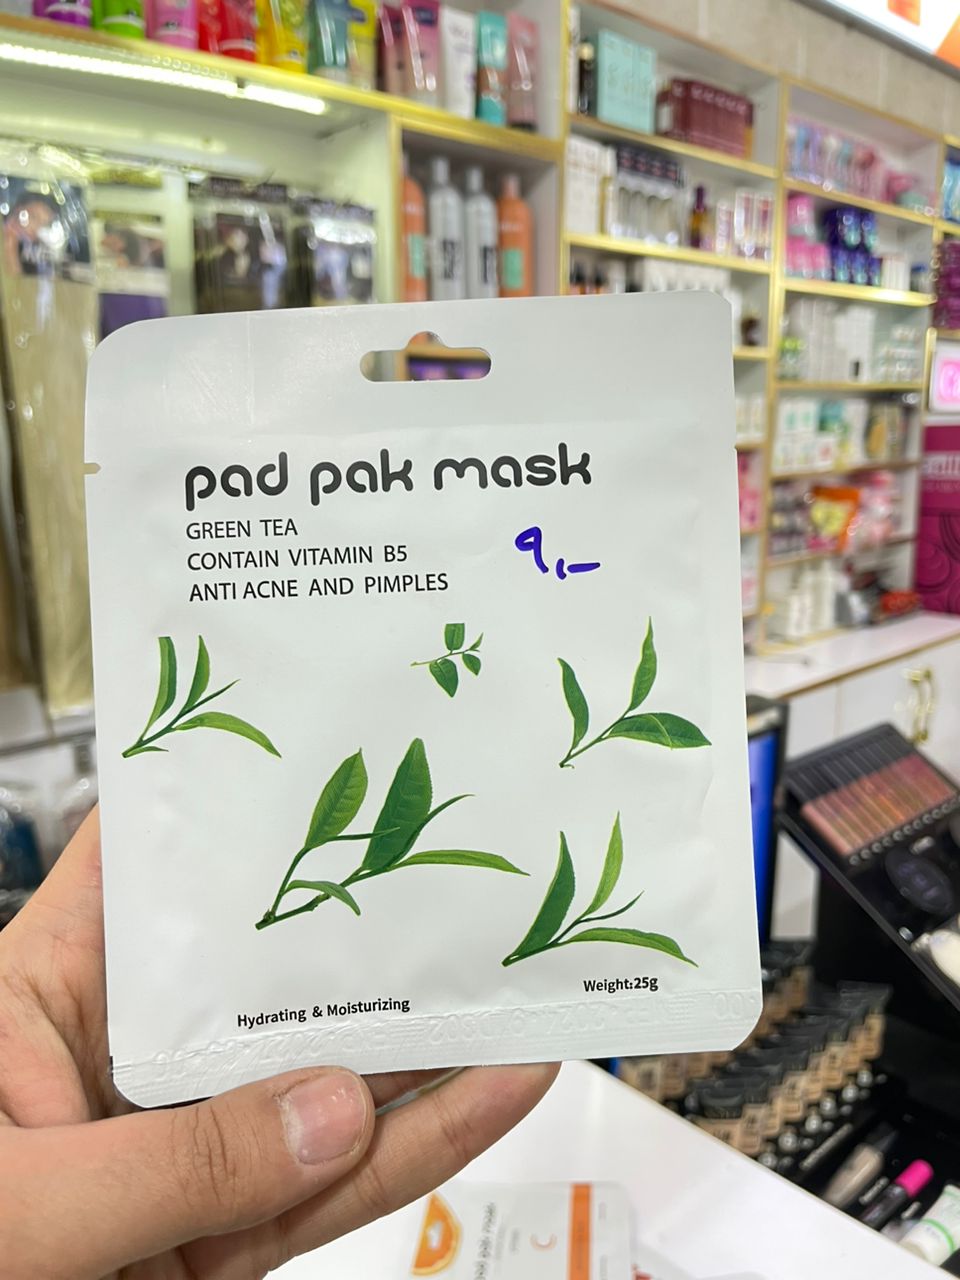 pad pak mask
GREEN TEA
CONTAIN VITAMIN B5
ANTI ACNE AND PIMPLES
9,-
Hydrating & Moisturizing
Weight:25g